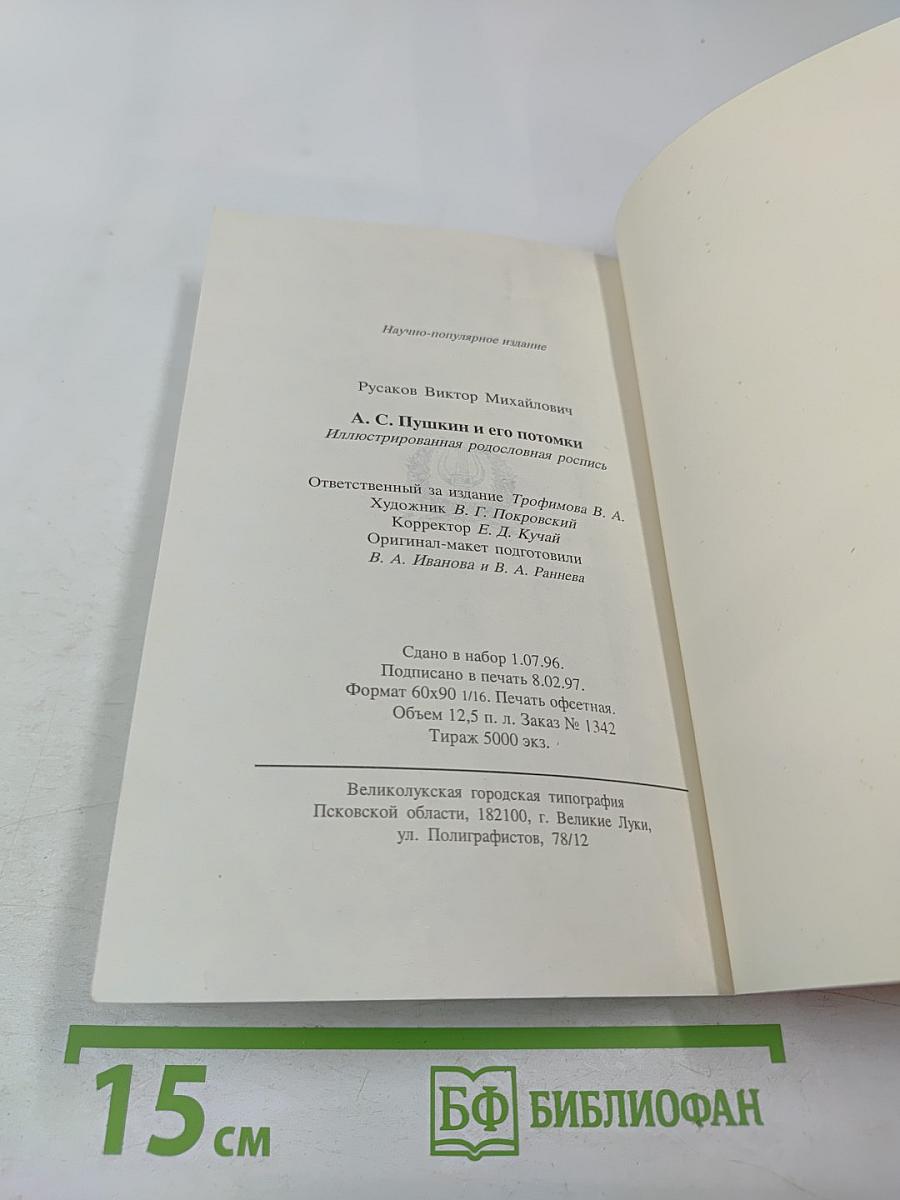 Научно-популярное издание
Русаков Виктор Михайлович
А. С. Пушкин и его потомки
Иллюстрированная родословная роспись
Ответственный за издание Трофимова В. А.
Художник В. Г. Покровский
Корректор Е. Д. Кучай
Оригинал-макет подготовили
В. А. Иванова и В. А. Раннева
Сдано в набор 1.07.96.
Подписано в печать 8.02.97.
Формат 60х90 1/16. Печать офсетная.
Объем 12,5 п. л. Заказ № 1342
Тираж 5000 экз.
Великолукская городская типография
Псковской области, 182100, г. Великие Луки,
ул. Полиграфистов, 78/12
15 см
БФ БИБЛИОФАН